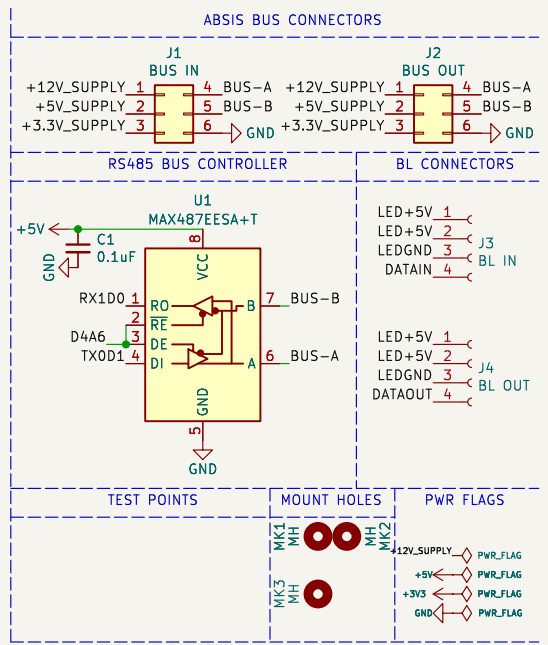 ABSIS BUS CONNECTORS
J1
BUS IN
+12V_SUPPLY 1 4 BUS-A
+5V_SUPPLY 2 5 BUS-B
+3.3V_SUPPLY 3 6 GND
J2
BUS OUT
+12V_SUPPLY 1 4 BUS-A
+5V_SUPPLY 2 5 BUS-B
+3.3V_SUPPLY 3 6 GND
RS485 BUS CONTROLLER
U1
MAX487EESA+T
+5V
C1
0.1uF
GND
8
VCC
RX1D0 1 RO B 7 BUS-B
2 RE
D4A6 3 DE
TX0D1 4 DI A 6 BUS-A
GND
5
GND
BL CONNECTORS
LED+5V 1
LED+5V 2
LEDGND 3
DATAIN 4
J3
BL IN
LED+5V 1
LED+5V 2
LEDGND 3
DATAOUT 4
J4
BL OUT
TEST POINTS
MOUNT HOLES
MK1
MH
MH
MK2
MK3
MH
PWR FLAGS
+12V_SUPPLY PWR_FLAG
+5V PWR_FLAG
+3V3 PWR_FLAG
GND PWR_FLAG